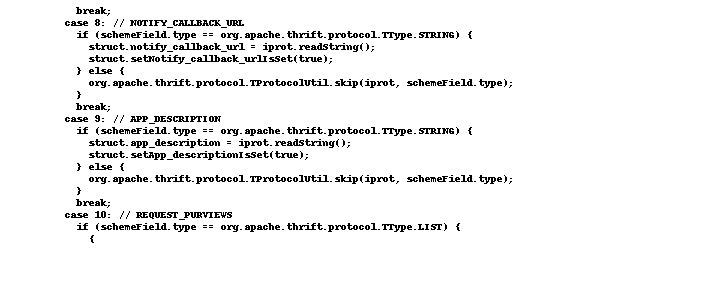 break;
case 8: // NOTIFY_CALLBACK_URL
if (schemeField.type == org.apache.thrift.protocol.TType.STRING) {
struct.notify_callback_url = iprot.readString();
struct.setNotify_callback_urlIsSet(true);
} else {
org.apache.thrift.protocol.TProtocolUtil.skip(iprot, schemeField.type);
}
break;
case 9: // APP_DESCRIPTION
if (schemeField.type == org.apache.thrift.protocol.TType.STRING) {
struct.app_description = iprot.readString();
struct.setApp_descriptionIsSet(true);
} else {
org.apache.thrift.protocol.TProtocolUtil.skip(iprot, schemeField.type);
}
break;
case 10: // REQUEST_PURVIEWS
if (schemeField.type == org.apache.thrift.protocol.TType.LIST) {
{